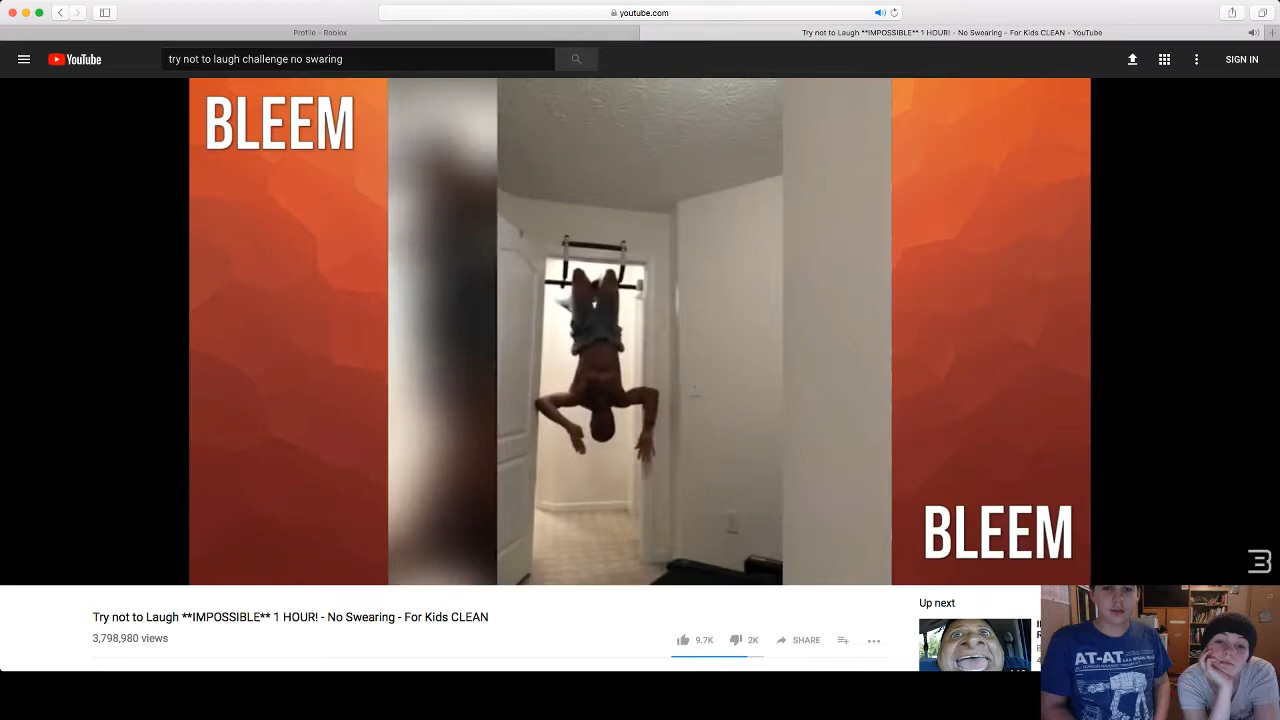 youtube.com
Profile - Roblox
Try not to Laugh **IMPOSSIBLE** 1 HOUR! - No Swearing - For Kids CLEAN - YouTube
YouTube
try not to laugh challenge no swaring
SIGN IN
BLEEM
BLEEM
Try not to Laugh **IMPOSSIBLE** 1 HOUR! - No Swearing - For Kids CLEAN
3,798,980 views
9.7K
2K
SHARE
Up next
AT-AT